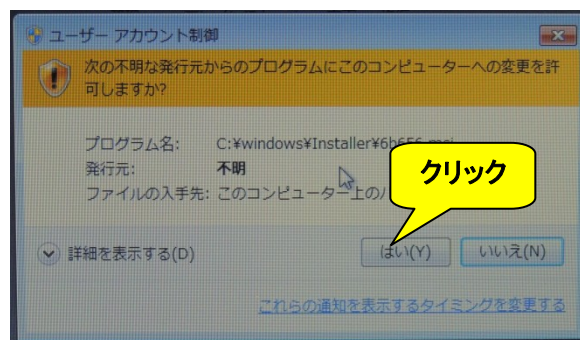 ユーザー アカウント制御
次の不明な発行元からのプログラムにこのコンピューターへの変更を許
可しますか?
プログラム名: C:¥windows¥Installer¥6b656.msi
発行元: 不明
クリック
ファイルの入手先: このコンピューター上の
詳細を表示する(D)
はい(Y)
いいえ(N)
これらの通知を表示するタイミングを変更する